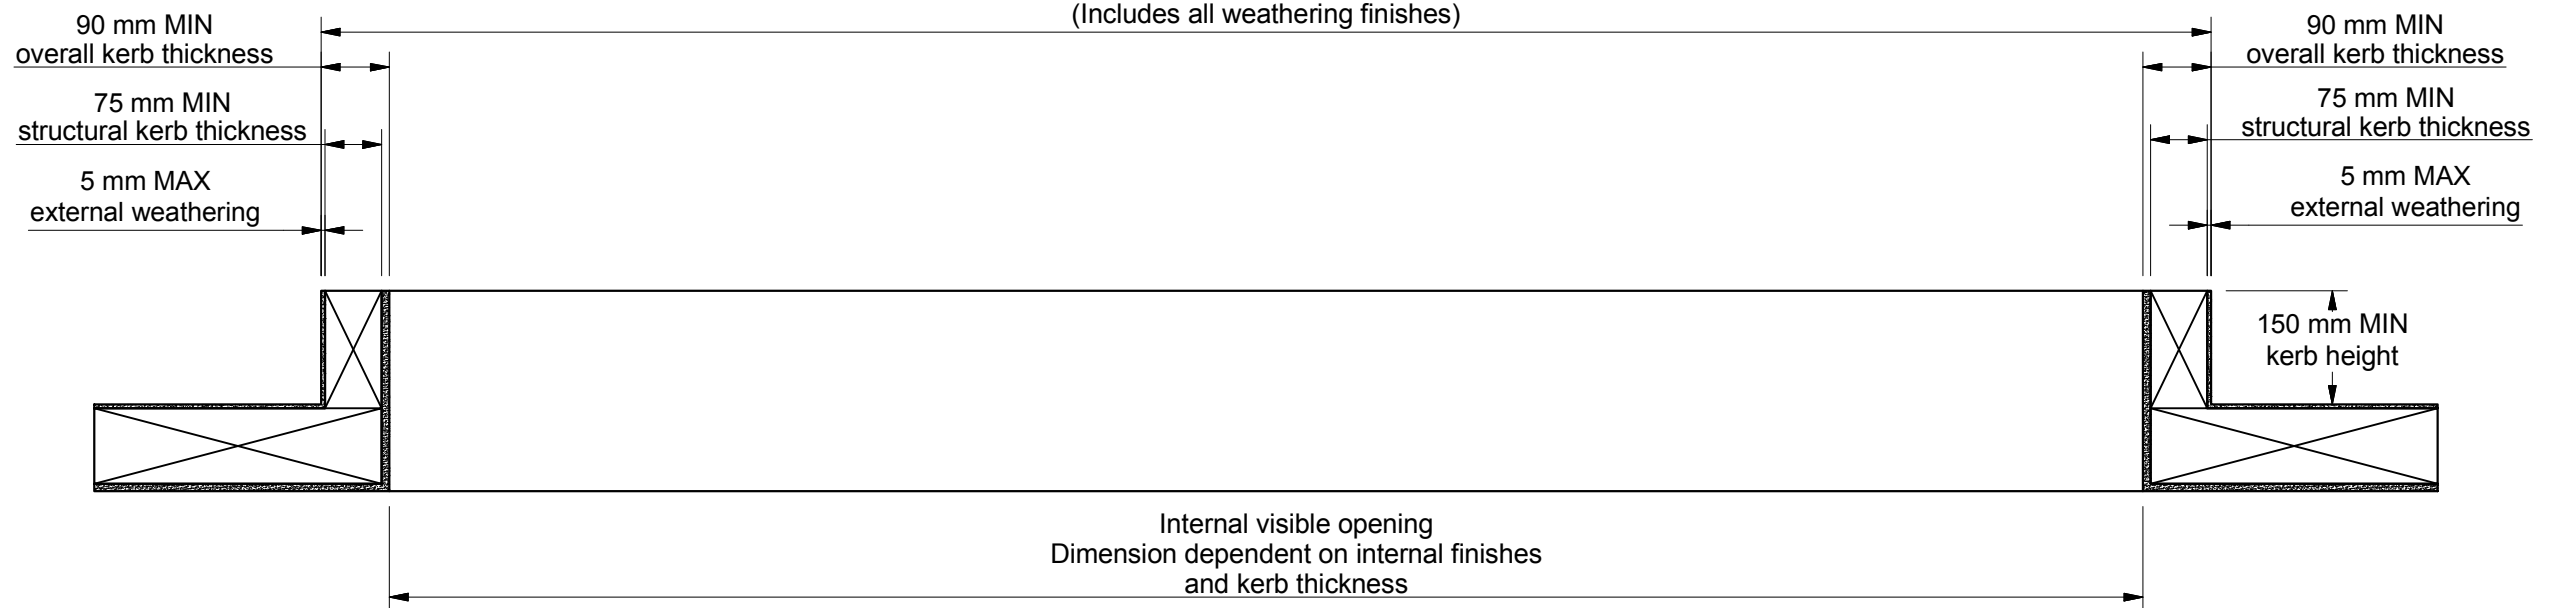 (Includes all weathering finishes)
90 mm MIN
overall kerb thickness
75 mm MIN
structural kerb thickness
5 mm MAX
external weathering
90 mm MIN
overall kerb thickness
75 mm MIN
structural kerb thickness
5 mm MAX
external weathering
150 mm MIN
kerb height
Internal visible opening
Dimension dependent on internal finishes
and kerb thickness